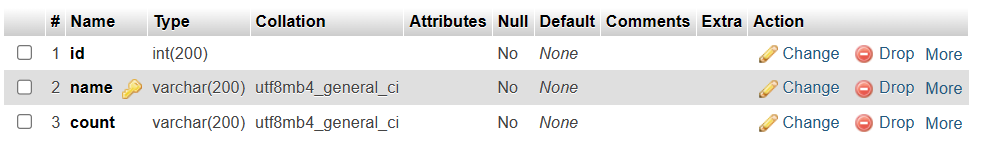 # Name Type Collation Attributes Null Default Comments Extra Action
1 id int(200) No None Change Drop More
2 name varchar(200) utf8mb4_general_ci No None Change Drop More
3 count varchar(200) utf8mb4_general_ci No None Change Drop More